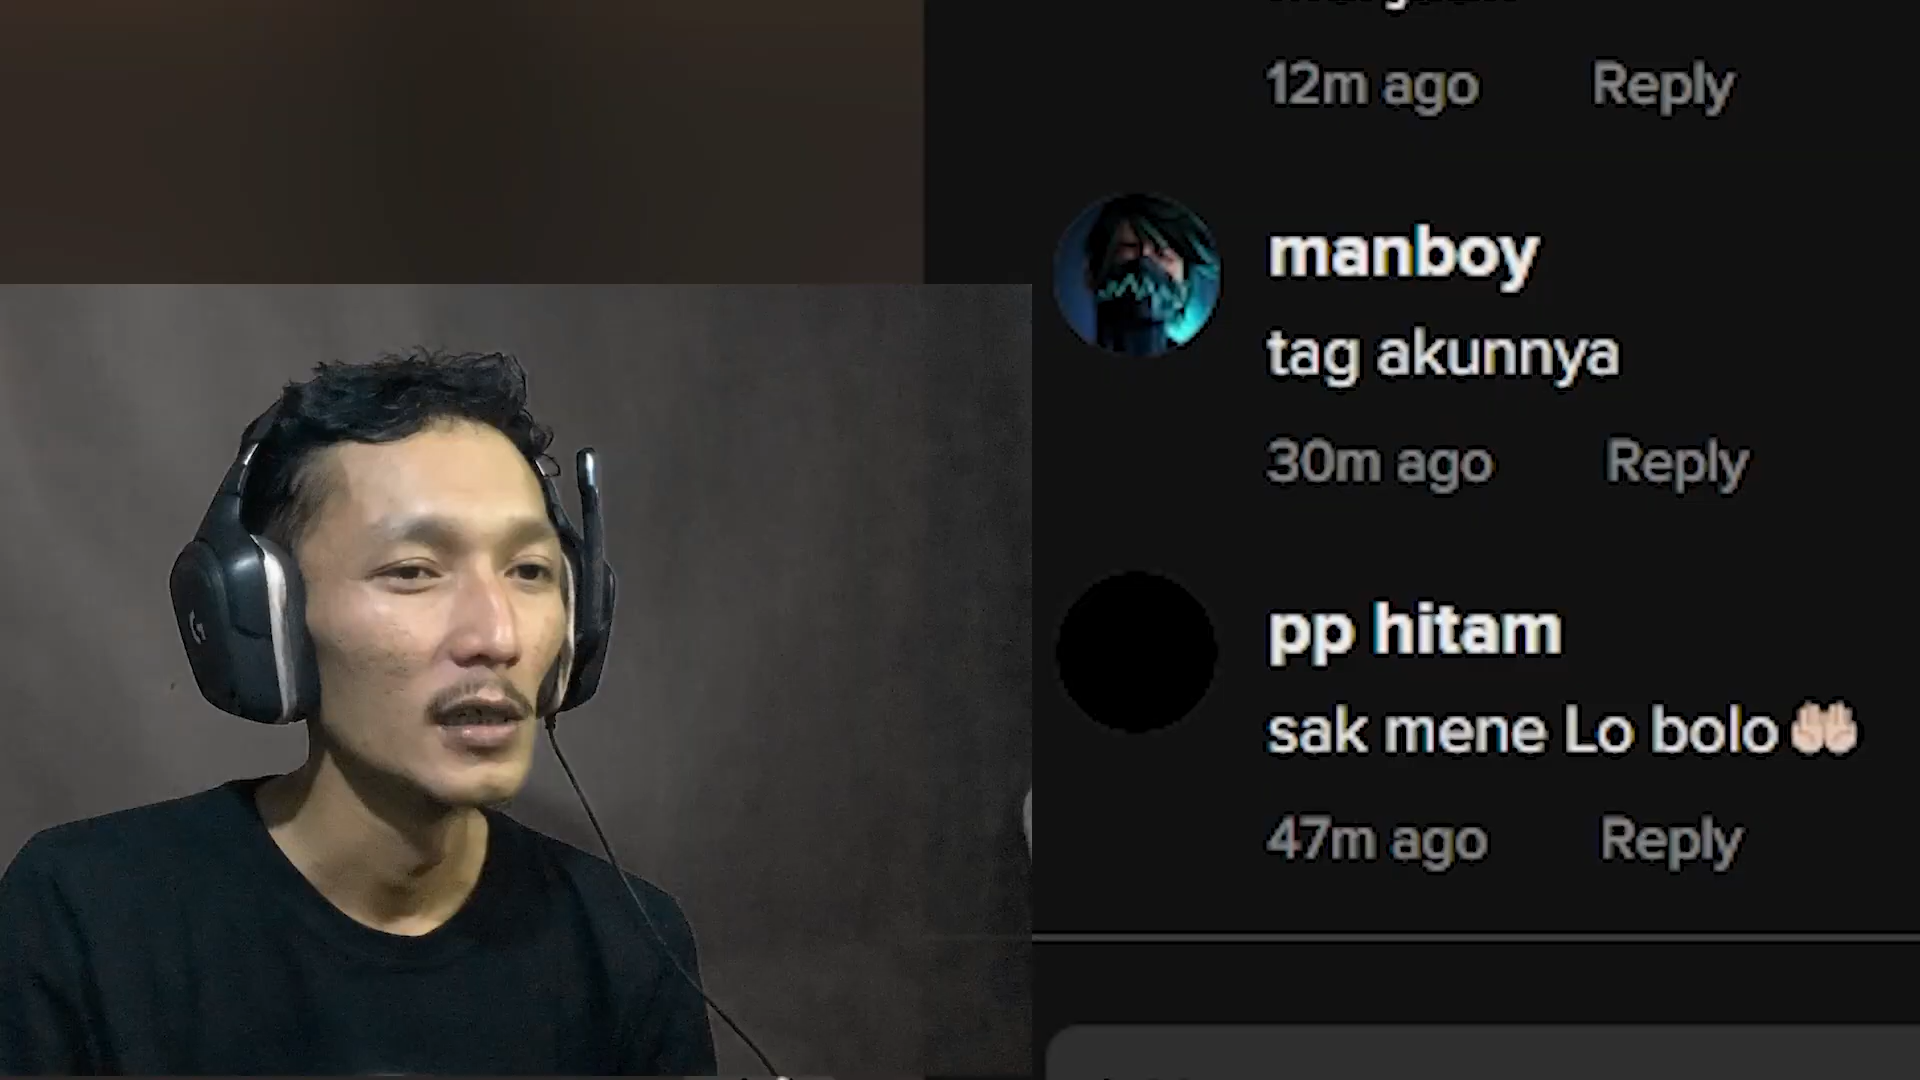 12m ago Reply
manboy
tag akunnya
30m ago Reply
pp hitam
sak mene Lo bolo🤲🏻
47m ago Reply